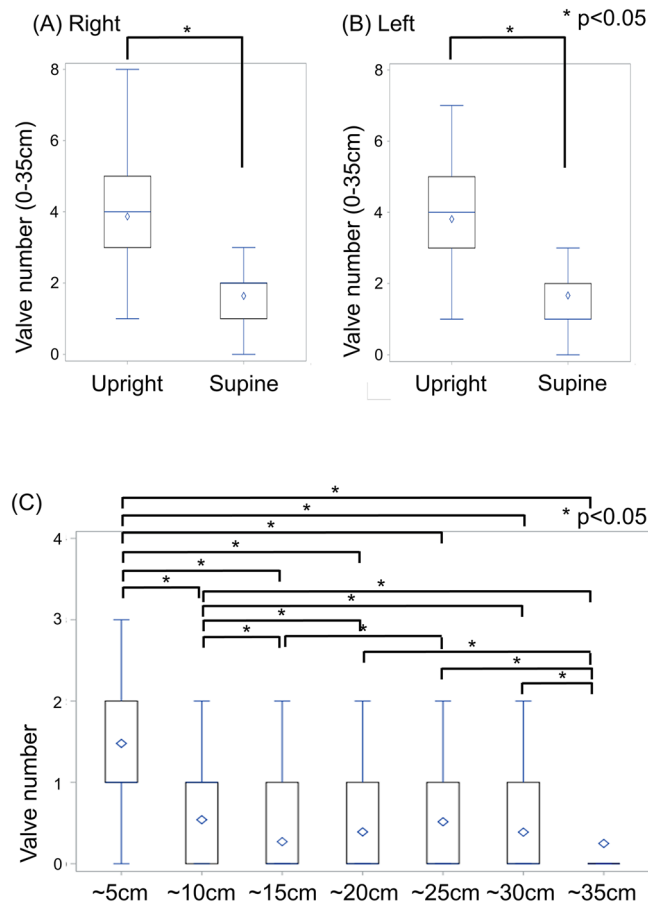 (A) Right
*
(B) Left
*
* p<0.05
Valve number (0-35cm)
8
6
4
2
0
Upright Supine
Valve number (0-35cm)
8
6
4
2
0
Upright Supine
(C)
* p<0.05
*
*
*
*
*
*
*
*
*
*
*
*
*
*
Valve number
4
3
2
1
0
~5cm ~10cm ~15cm ~20cm ~25cm ~30cm ~35cm